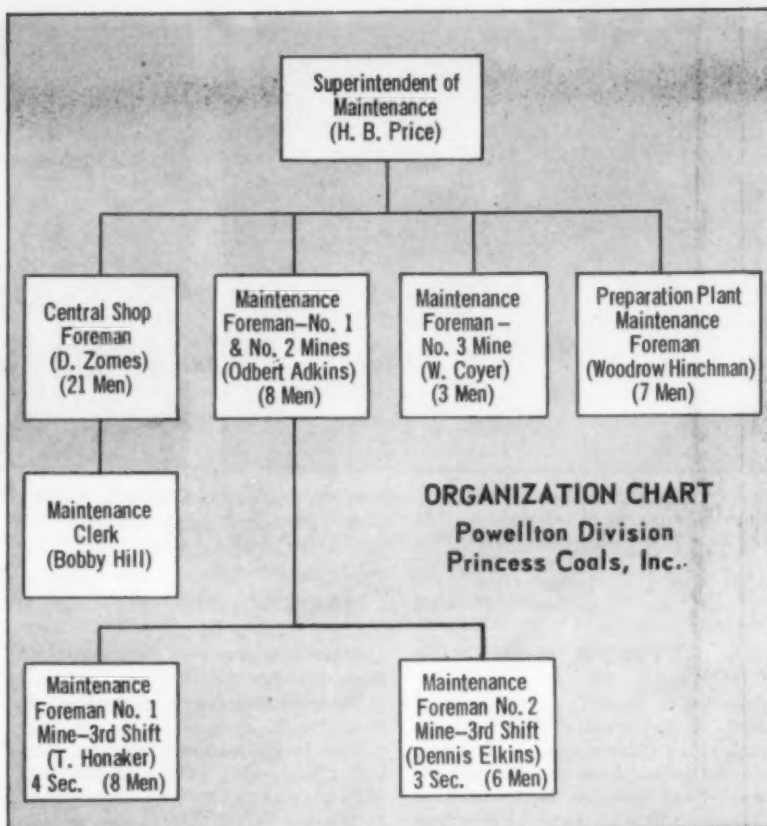 Superintendent of
Maintenance
(H. B. Price)
Central Shop
Foreman
(D. Zomes)
(21 Men)
Maintenance
Foreman–No. 1
& No. 2 Mines
(Odbert Adkins)
(8 Men)
Maintenance
Foreman –
No. 3 Mine
(W. Coyer)
(3 Men)
Preparation Plant
Maintenance
Foreman
(Woodrow Hinchman)
(7 Men)
Maintenance
Clerk
(Bobby Hill)
ORGANIZATION CHART
Powellton Division
Princess Coals, Inc.
Maintenance
Foreman No. 1
Mine–3rd Shift
(T. Honaker)
4 Sec. (8 Men)
Maintenance
Foreman No. 2
Mine–3rd Shift
(Dennis Elkins)
3 Sec. (6 Men)